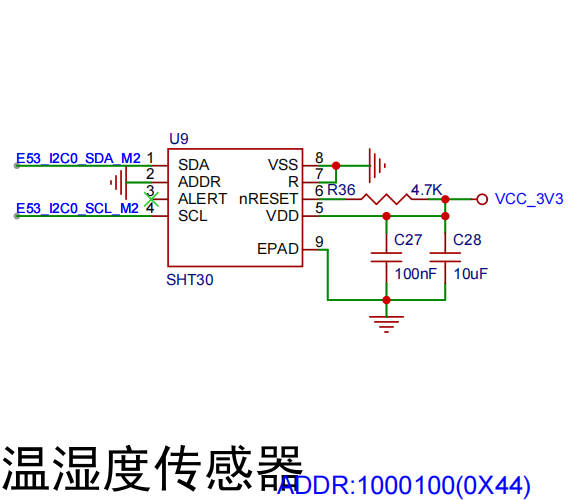 U9
E53_I2C0_SDA_M2 1 SDA VSS 8
2 ADDR R 7
3 ALERT nRESET 6 R36 4.7K VCC_3V3
E53_I2C0_SCL_M2 4 SCL VDD 5
EPAD 9 C27 C28
SHT30 100nF 10uF
温湿度传感器
ADDR:1000100(0X44)